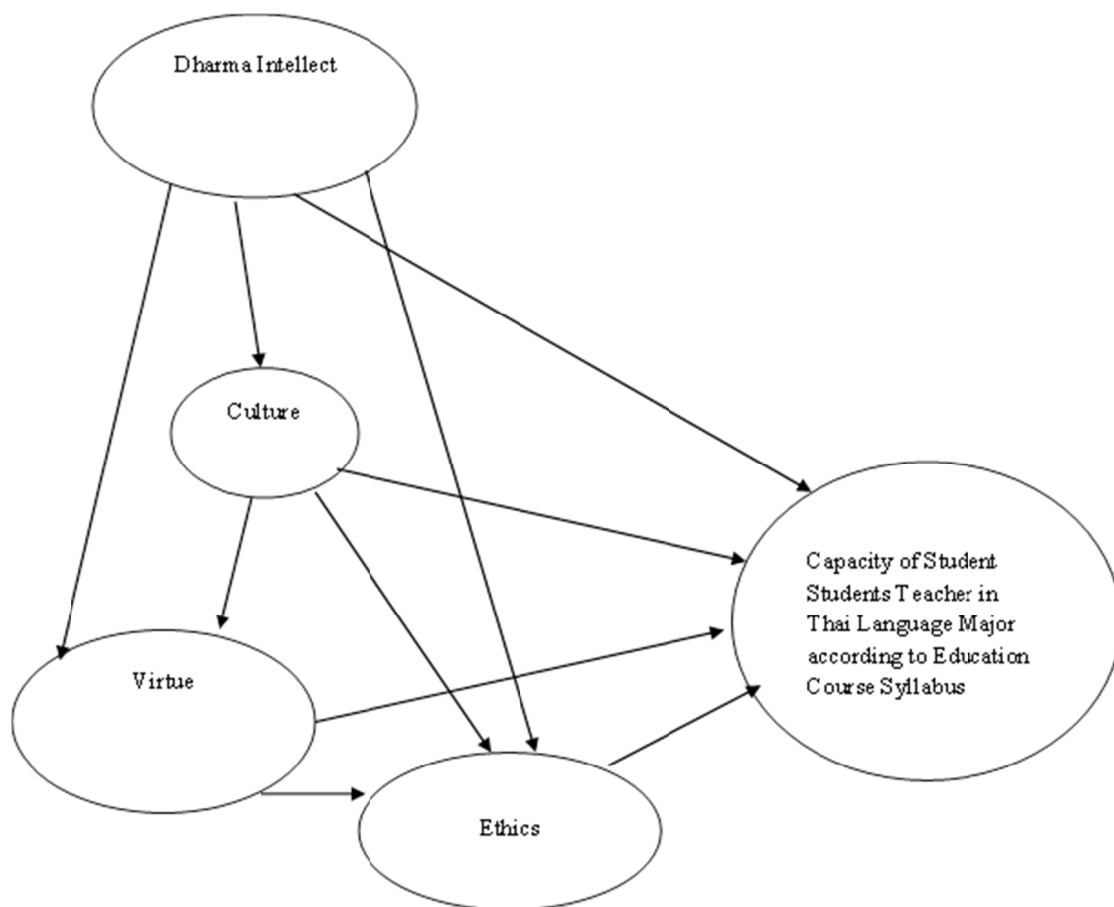 Dharma Intellect
Culture
Capacity of Student
Students Teacher in
Thai Language Major
according to Education
Course Syllabus
Virtue
Ethics